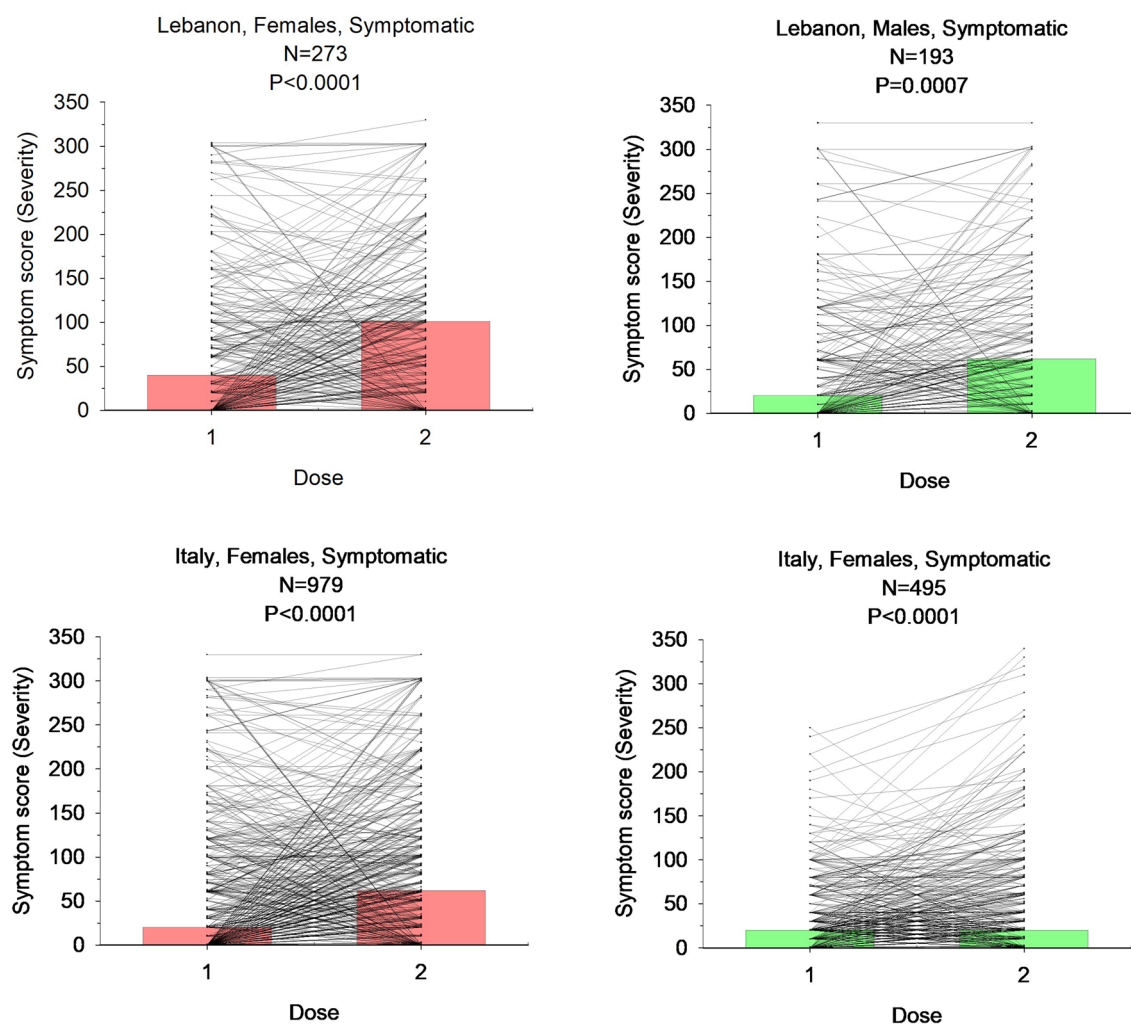 Lebanon, Females, Symptomatic
N=273
P<0.0001
350
300
250
200
150
100
50
0
Symptom score (Severity)
1
2
Dose
Lebanon, Males, Symptomatic
N=193
P=0.0007
350
300
250
200
150
100
50
0
Symptom score (Severity)
1
2
Dose
Italy, Females, Symptomatic
N=979
P<0.0001
350
300
250
200
150
100
50
0
Symptom score (Severity)
1
2
Dose
Italy, Females, Symptomatic
N=495
P<0.0001
350
300
250
200
150
100
50
0
Symptom score (Severity)
1
2
Dose